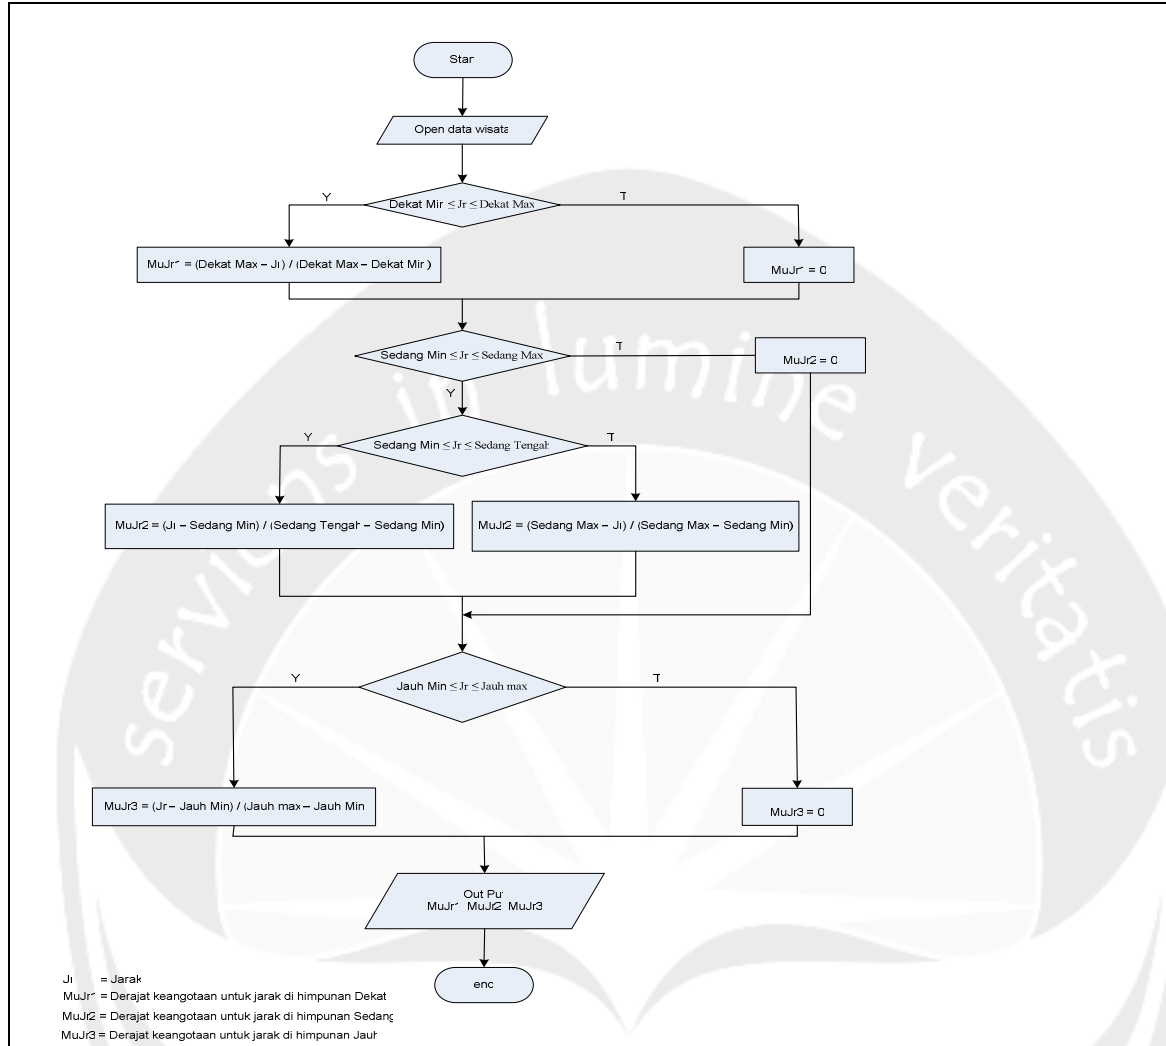 Star
Open data wisata
Y
Dekat Mir ≤ Jr ≤ Dekat Max
T
MuJr1 = (Dekat Max – Jr) / (Dekat Max – Dekat Mir )
MuJr1 = 0
Sedang Min ≤ Jr ≤ Sedang Max
T
MuJr2 = 0
Y
Y
Sedang Min ≤ Jr ≤ Sedang Tengah
T
MuJr2 = (Jr – Sedang Min) / (Sedang Tengah – Sedang Min)
MuJr2 = (Sedang Max – Jr) / (Sedang Max – Sedang Min)
Y
Jauh Min ≤ Jr ≤ Jauh max
T
MuJr3 = (Jr – Jauh Min) / (Jauh max – Jauh Min
MuJr3 = 0
Out Put
MuJr1 MuJr2 MuJr3
end
Jr = Jarak
MuJr1 = Derajat keangotaan untuk jarak di himpunan Dekat
MuJr2 = Derajat keangotaan untuk jarak di himpunan Sedang
MuJr3 = Derajat keangotaan untuk jarak di himpunan Jauh
serviens in lumine veritatis